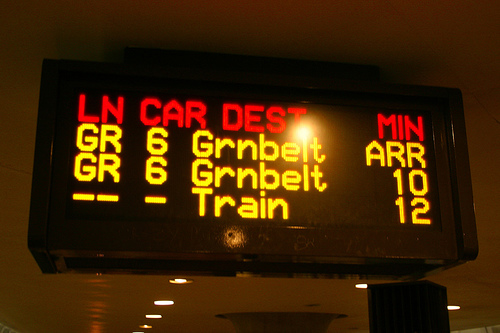 LN CAR DEST MIN
GR 6 Grnbelt ARR
GR 6 Grnbelt 10
-- - Train 12